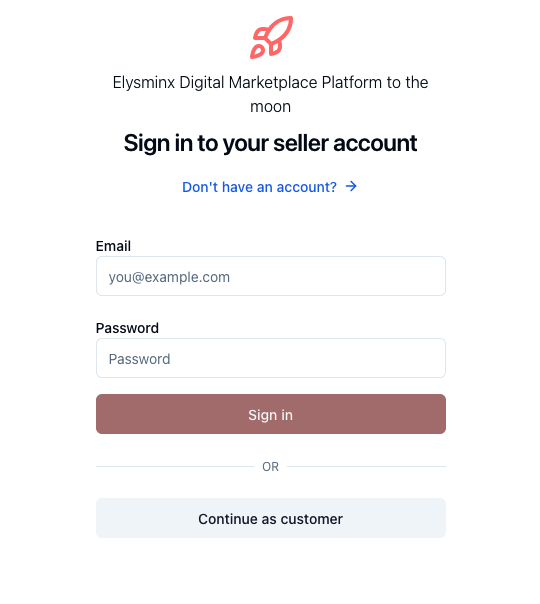 Elysminx Digital Marketplace Platform to the
moon
Sign in to your seller account
Don't have an account? →
Email
you@example.com
Password
Password
Sign in
OR
Continue as customer